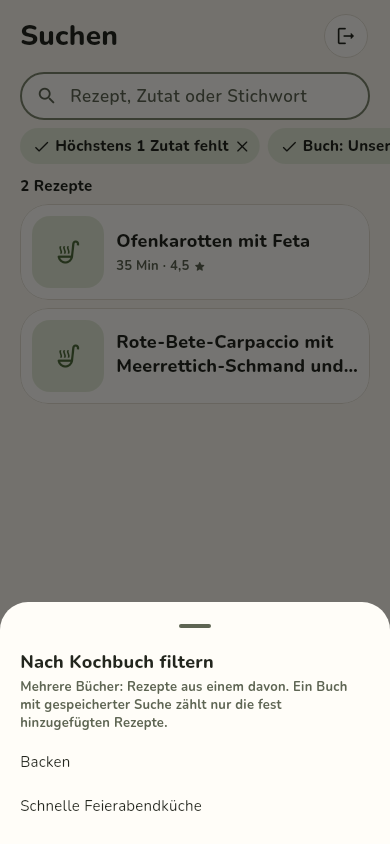 Suchen
Rezept, Zutat oder Stichwort
Höchstens 1 Zutat fehlt
Buch: Unser
2 Rezepte
Ofenkarotten mit Feta
35 Min · 4,5
Rote-Bete-Carpaccio mit
Meerrettich-Schmand und...
Nach Kochbuch filtern
Mehrere Bücher: Rezepte aus einem davon. Ein Buch
mit gespeicherter Suche zählt nur die fest
hinzugefügten Rezepte.
Backen
Schnelle Feierabendküche